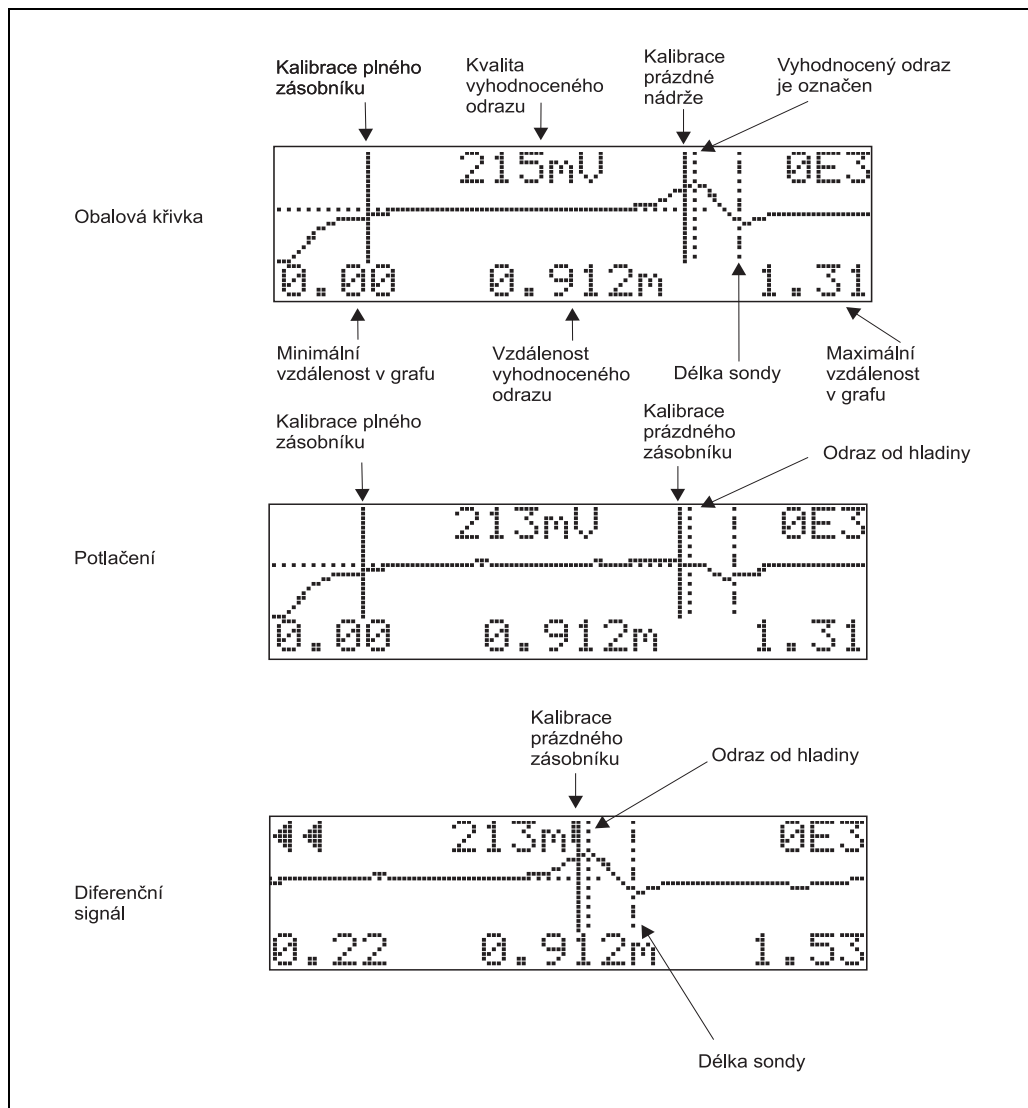 Kalibrace plného
zásobníku
Kvalita
vyhodnoceného
odrazu
Kalibrace
prázdné
nádrže
Vyhodnocený odraz
je označen
215mV
0E3
Obalová křivka
0.00
0.912m
1.31
Minimální
vzdálenost v grafu
Vzdálenost
vyhodnoceného
odrazu
Délka sondy
Maximální
vzdálenost
v grafu
Kalibrace plného
zásobníku
Kalibrace
prázdného
zásobníku
Odraz od hladiny
213mV
0E3
Potlačení
0.00
0.912m
1.31
Kalibrace
prázdného
zásobníku
Odraz od hladiny
213m
0E3
Diferenční
signál
0.22
0.912m
1.53
Délka sondy